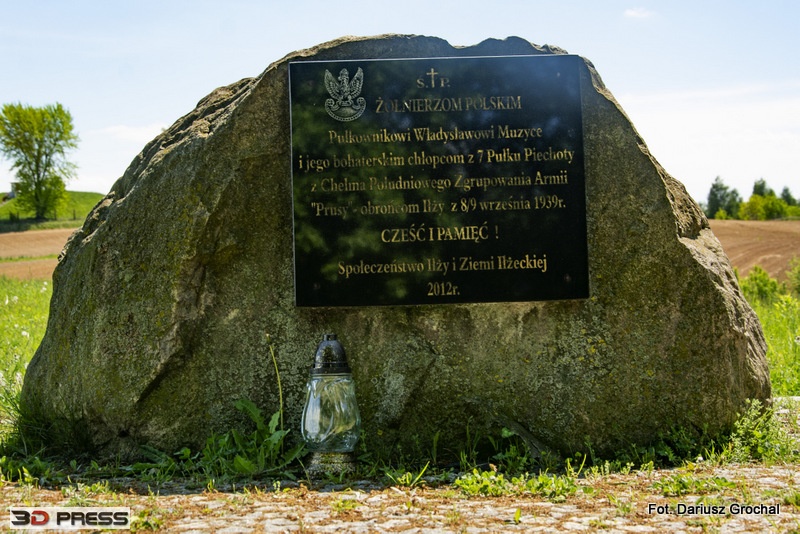 Ś. † P.
ŻOŁNIERZOM POLSKIM
Pułkownikowi Władysławowi Muzyce
i jego bohaterskim chłopcom z 7 Pułku Piechoty
z Chełma Południowego Zgrupowania Armii
"Prusy" - obrońcom Iłży z 8/9 września 1939r.
CZEŚĆ I PAMIĘĆ !
Społeczeństwo Iłży i Ziemi Iłżeckiej
2012r.
3D PRESS
Fot. Dariusz Grochal